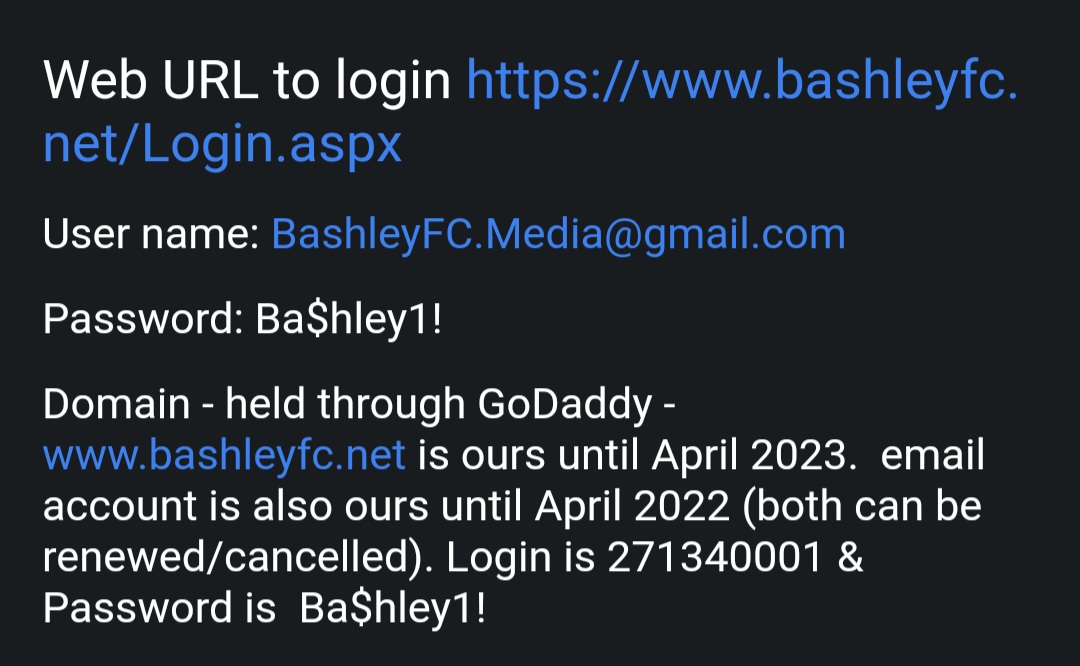 Web URL to login https://www.bashleyfc.
net/Login.aspx
User name: BashleyFC.Media@gmail.com
Password: Ba$hley1!
Domain - held through GoDaddy -
www.bashleyfc.net is ours until April 2023.  email
account is also ours until April 2022 (both can be
renewed/cancelled). Login is 271340001 &
Password is  Ba$hley1!